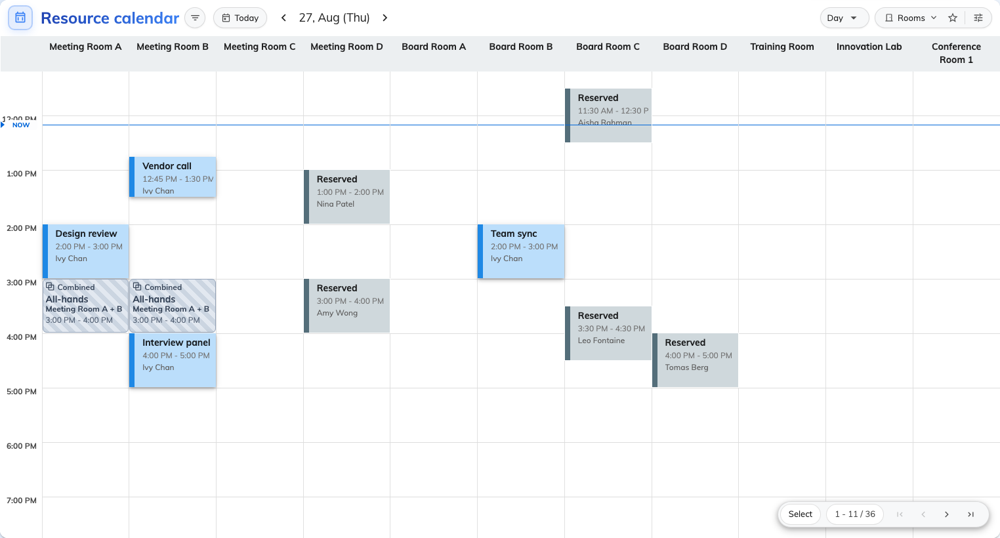 Resource calendar
Today
27, Aug (Thu)
Day
Rooms
Meeting Room A
Meeting Room B
Meeting Room C
Meeting Room D
Board Room A
Board Room B
Board Room C
Board Room D
Training Room
Innovation Lab
Conference
Room 1
12:00 PM
NOW
1:00 PM
2:00 PM
3:00 PM
4:00 PM
5:00 PM
6:00 PM
7:00 PM
Design review
2:00 PM - 3:00 PM
Ivy Chan
Combined
All-hands
Meeting Room A + B
3:00 PM - 4:00 PM
Vendor call
12:45 PM - 1:30 PM
Ivy Chan
Combined
All-hands
Meeting Room A + B
3:00 PM - 4:00 PM
Interview panel
4:00 PM - 5:00 PM
Ivy Chan
Reserved
1:00 PM - 2:00 PM
Nina Patel
Reserved
3:00 PM - 4:00 PM
Amy Wong
Team sync
2:00 PM - 3:00 PM
Ivy Chan
Reserved
11:30 AM - 12:30 P
Aisha Rahman
Reserved
3:30 PM - 4:30 PM
Leo Fontaine
Reserved
4:00 PM - 5:00 PM
Tomas Berg
Select
1 - 11 / 36